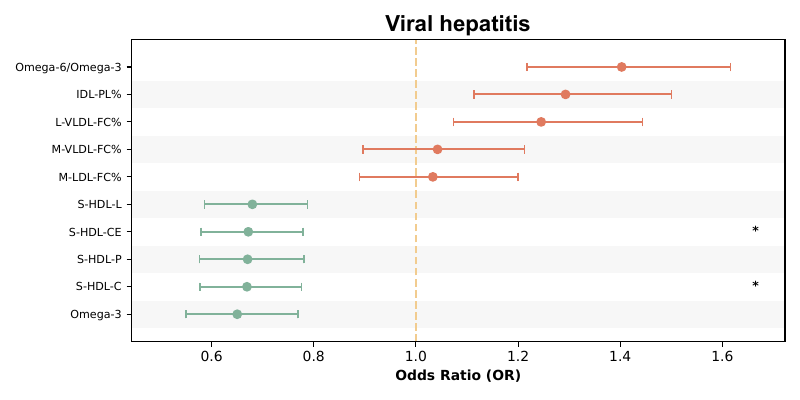 Viral hepatitis
Omega-6/Omega-3
IDL-PL%
L-VLDL-FC%
M-VLDL-FC%
M-LDL-FC%
S-HDL-L
S-HDL-CE *
S-HDL-P
S-HDL-C *
Omega-3
0.6 0.8 1.0 1.2 1.4 1.6
Odds Ratio (OR)